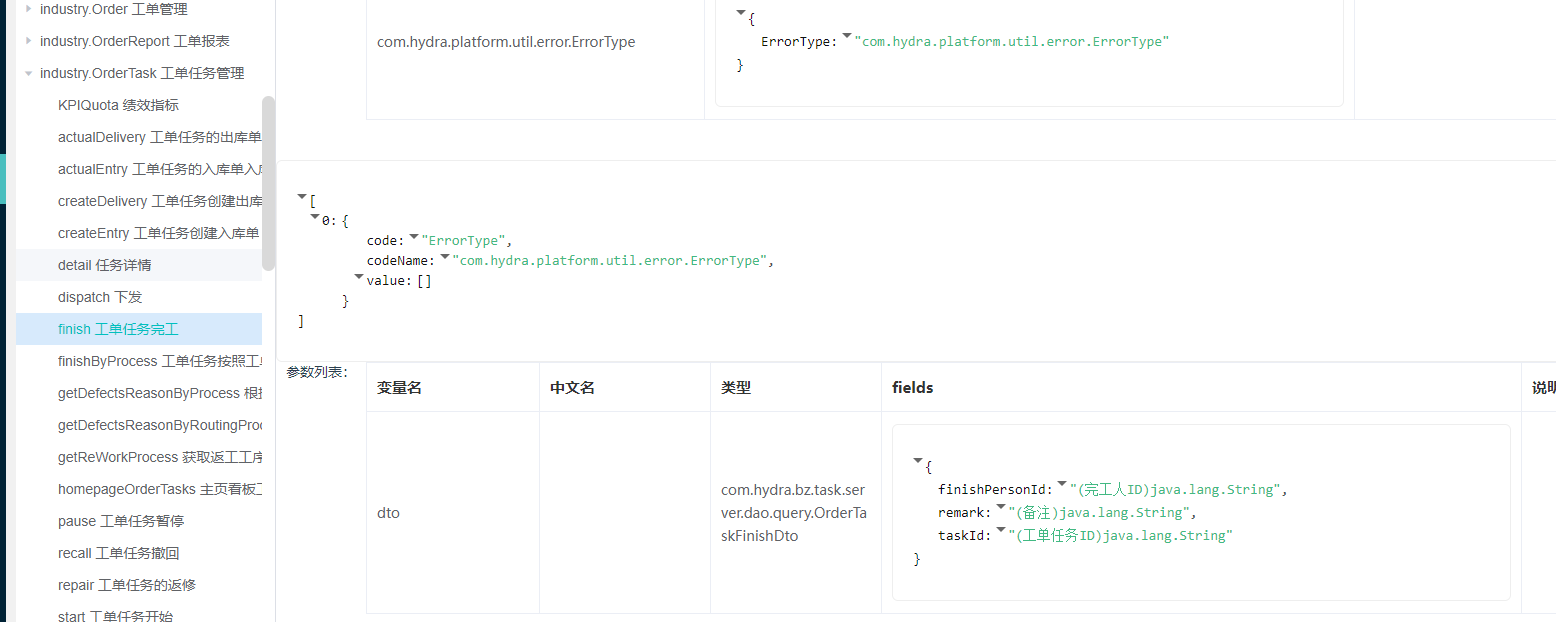 industry.Order 工单管理
industry.OrderReport 工单报表
industry.OrderTask 工单任务管理
KPIQuota 绩效指标
actualDelivery 工单任务的出库单
actualEntry 工单任务的入库单入
createDelivery 工单任务创建出库
createEntry 工单任务创建入库单
detail 任务详情
dispatch 下发
finish 工单任务完工
finishByProcess 工单任务按照工
getDefectsReasonByProcess 根
getDefectsReasonByRoutingProc
getReWorkProcess 获取返工工序
homepageOrderTasks 主页看板工
pause 工单任务暂停
recall 工单任务撤回
repair 工单任务的返修
start 工单任务开始
com.hydra.platform.util.error.ErrorType
{
ErrorType: "com.hydra.platform.util.error.ErrorType"
}
[
0: {
code: "ErrorType",
codeName: "com.hydra.platform.util.error.ErrorType",
value: []
}
]
参数列表:
变量名 中文名 类型 fields 说明
dto
com.hydra.bz.task.ser
ver.dao.query.OrderTa
skFinishDto
{
finishPersonId: "(完工人ID)java.lang.String",
remark: "(备注)java.lang.String",
taskId: "(工单任务ID)java.lang.String"
}